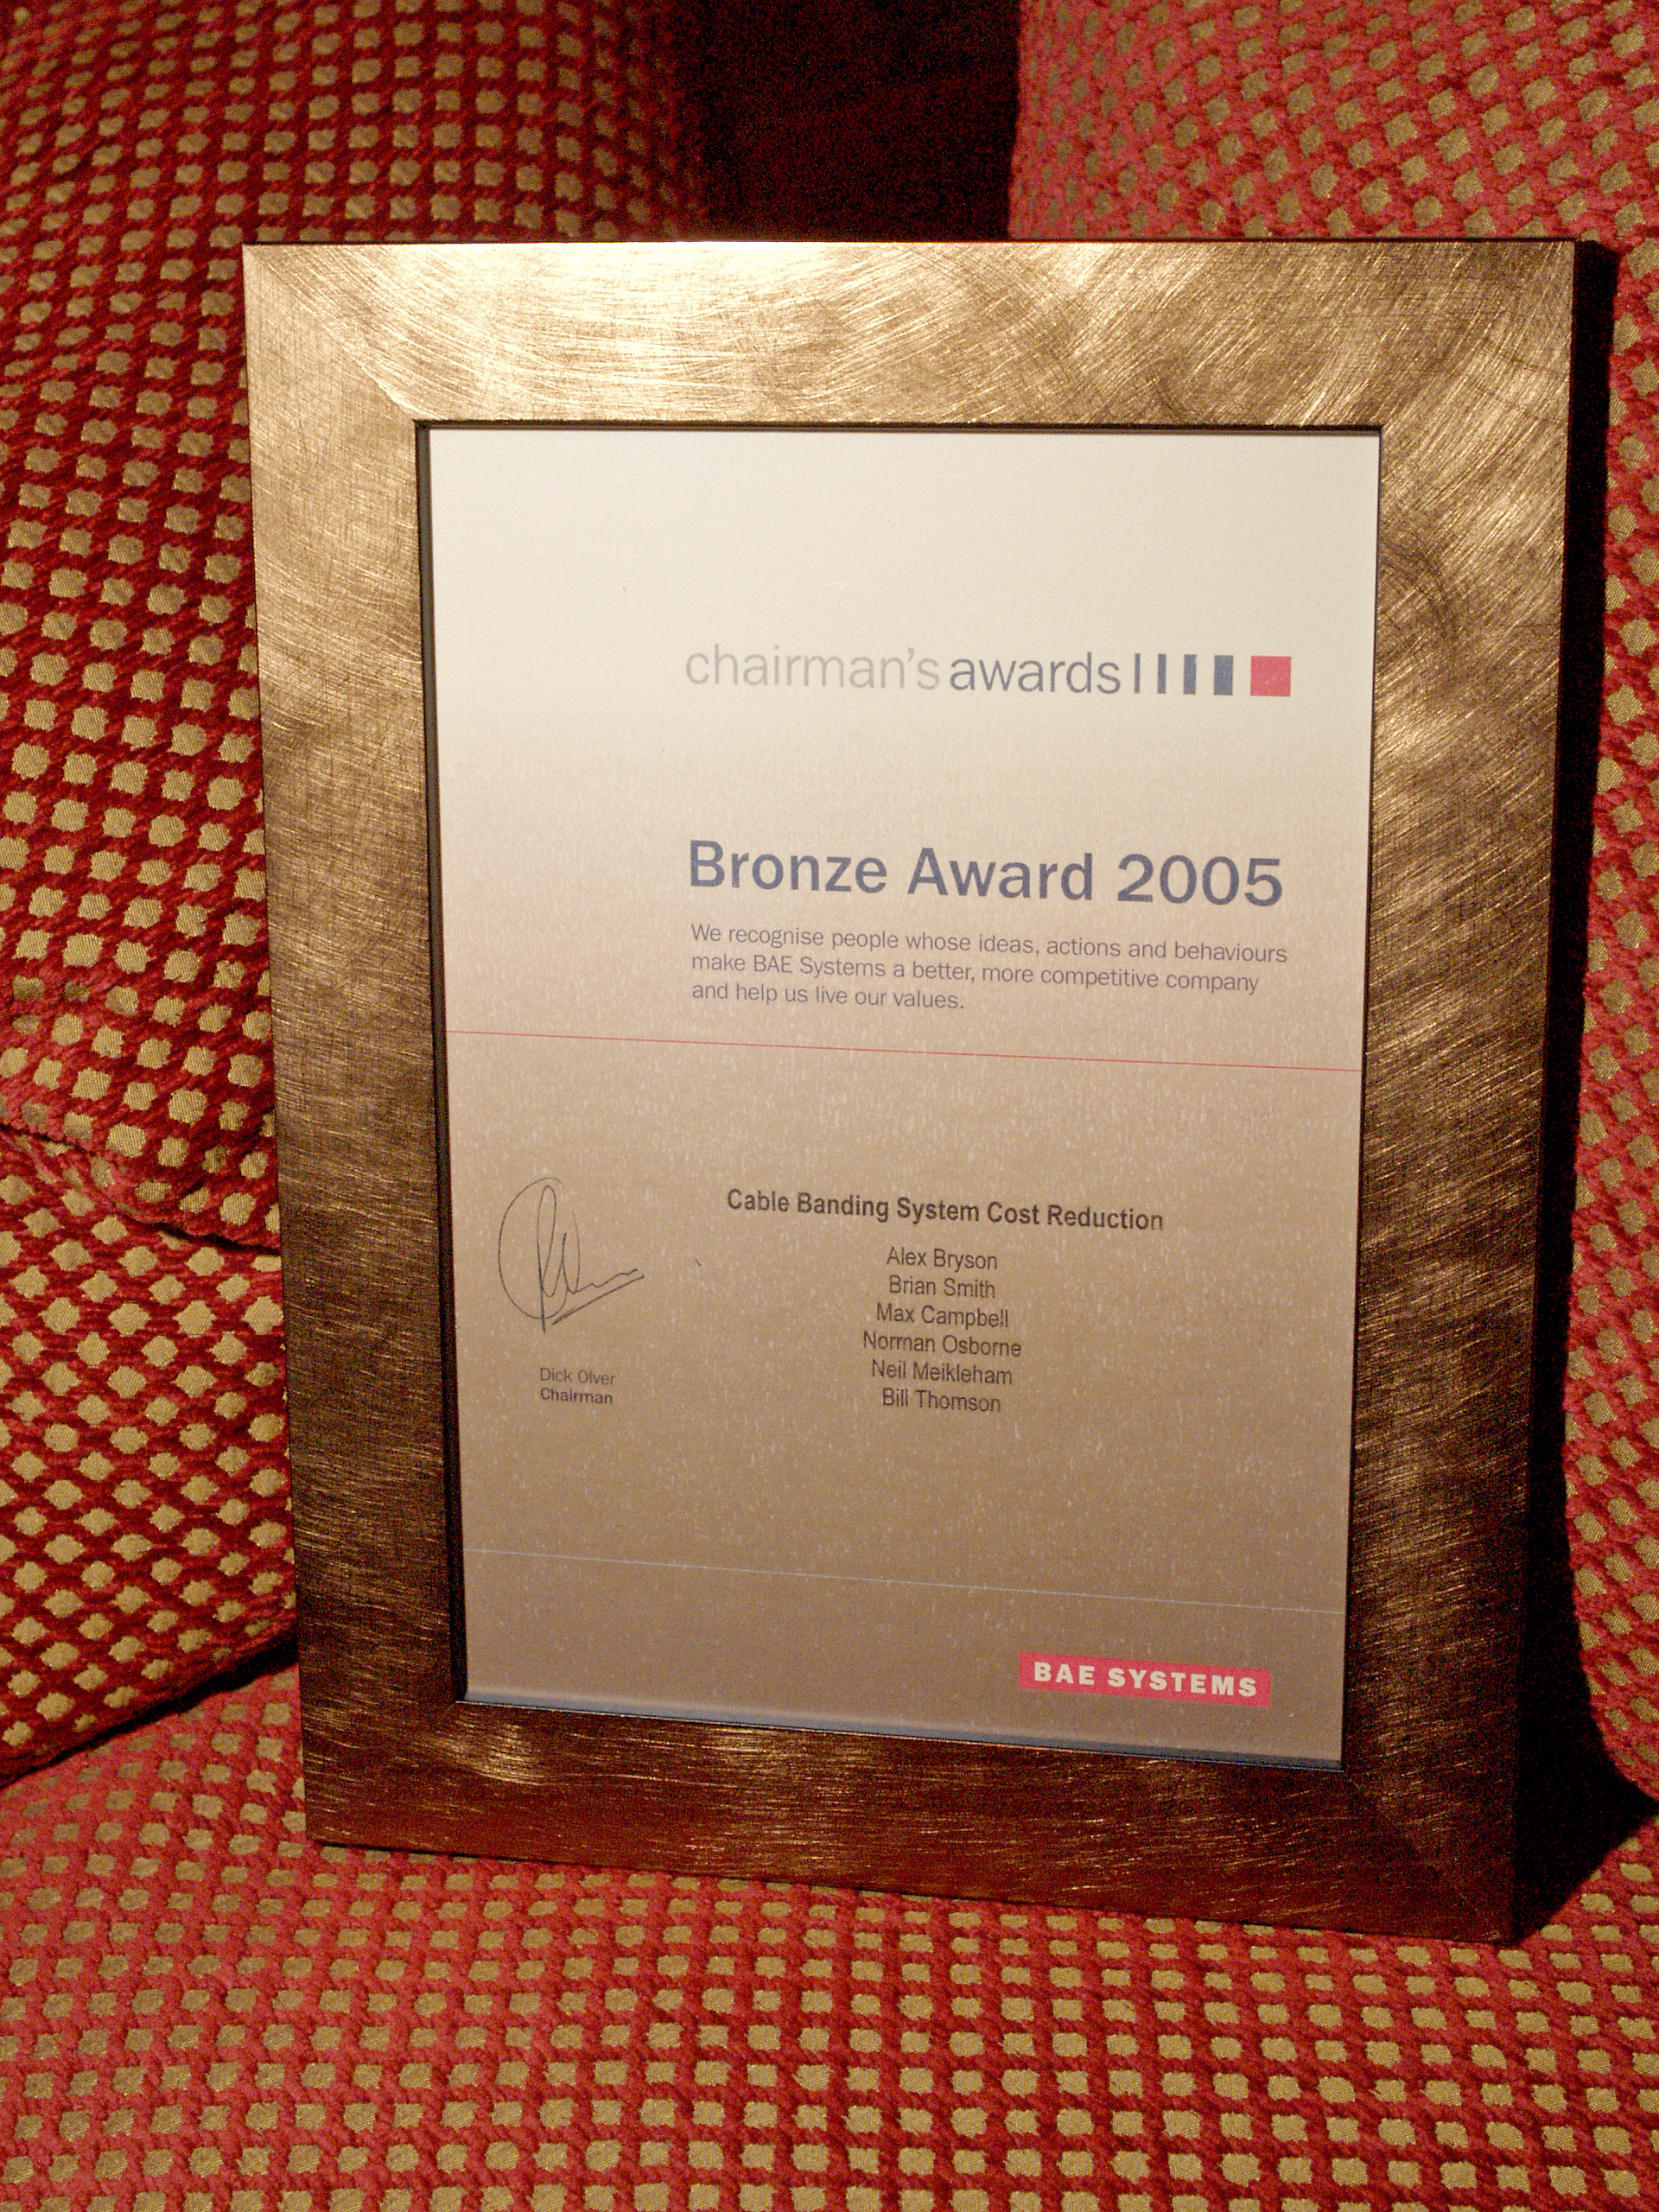 chairman's awards
Bronze Award 2005
We recognise people whose ideas, actions and behaviours
make BAE Systems a better, more competitive company
and help us live our values.
Cable Banding System Cost Reduction
Alex Bryson
Brian Smith
Max Campbell
Norman Osborne
Neil Meikleham
Bill Thomson
Dick Olver
Chairman
BAE SYSTEMS